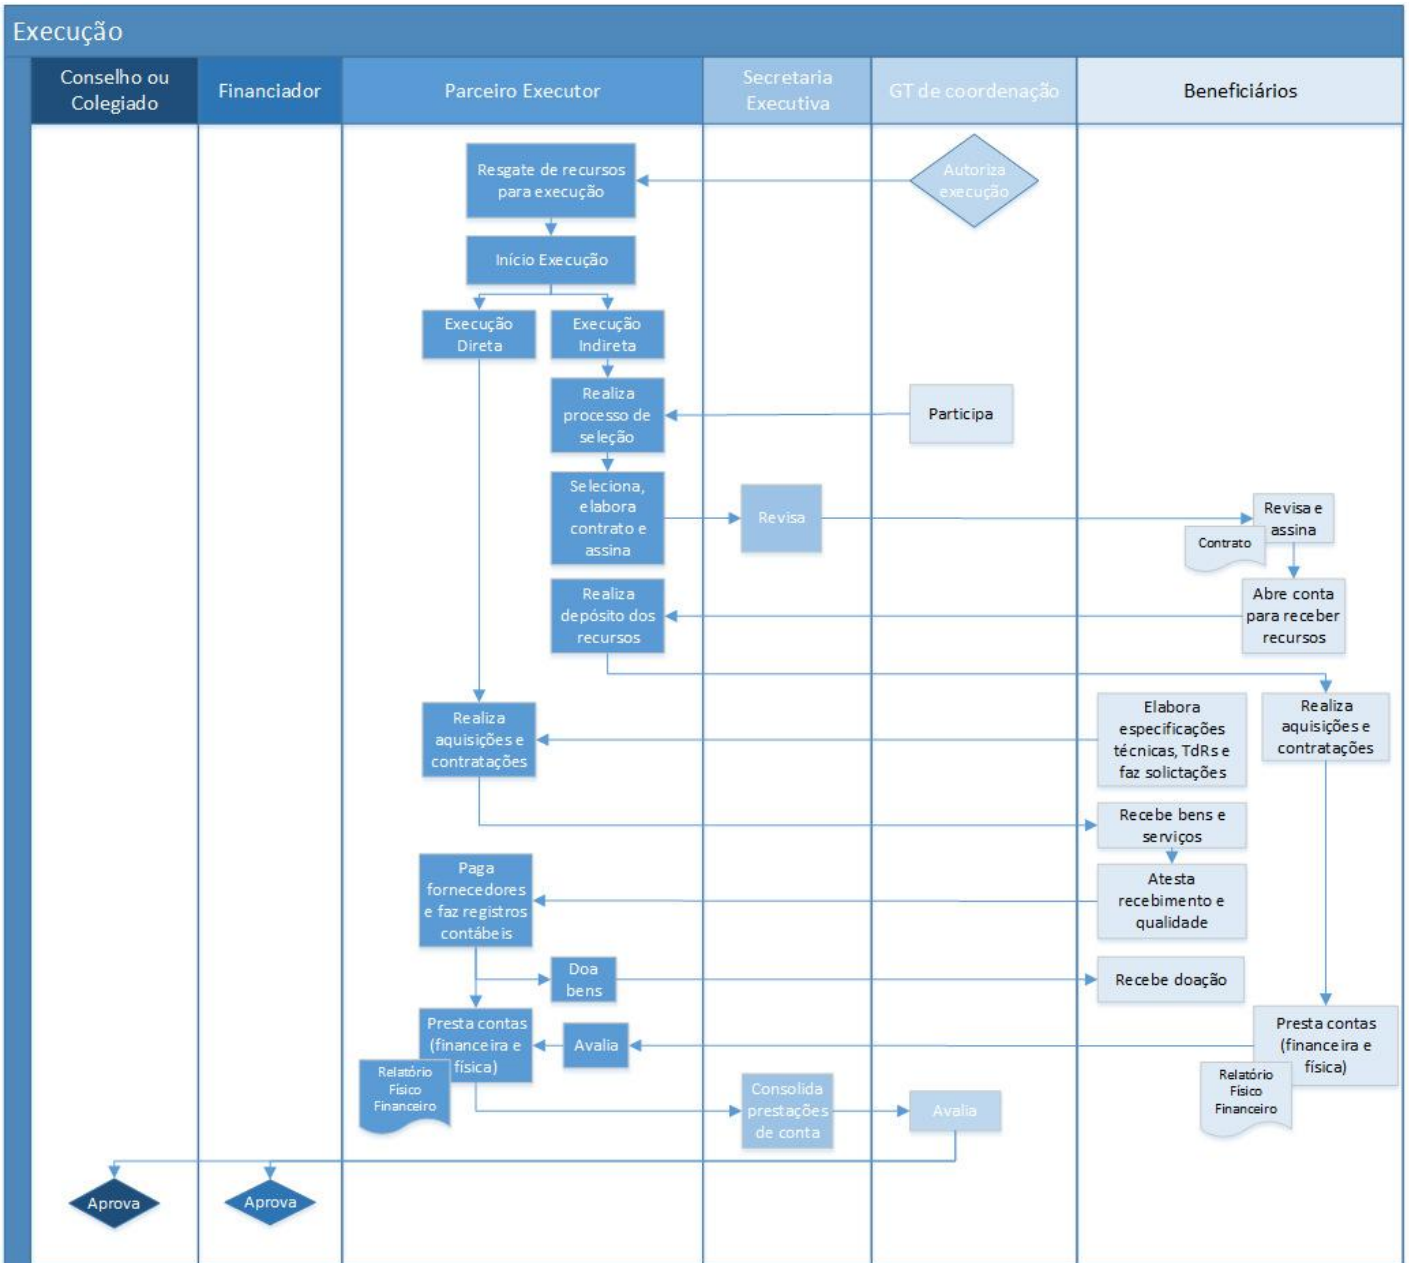 Execução
Conselho ou
Colegiado
Financiador
Parceiro Executor
Secretaria
Executiva
GT de coordenação
Beneficiários
Resgate de recursos
para execução
Autoriza
execução
Início Execução
Execução
Direta
Execução
Indireta
Realiza
processo de
seleção
Participa
Seleciona,
elabora
contrato e
assina
Revisa
Revisa e
assina
Contrato
Realiza
depósito dos
recursos
Abre conta
para receber
recursos
Realiza
aquisições e
contratações
Elabora
especificações
técnicas, TdRs e
faz solictações
Realiza
aquisições e
contratações
Recebe bens e
serviços
Paga
fornecedores
e faz registros
contábeis
Atesta
recebimento e
qualidade
Doa
bens
Recebe doação
Presta contas
(financeira e
física)
Relatório
Físico
Financeiro
Avalia
Presta contas
(financeira e
física)
Relatório
Físico
Financeiro
Consolida
prestações
de conta
Avalia
Aprova
Aprova